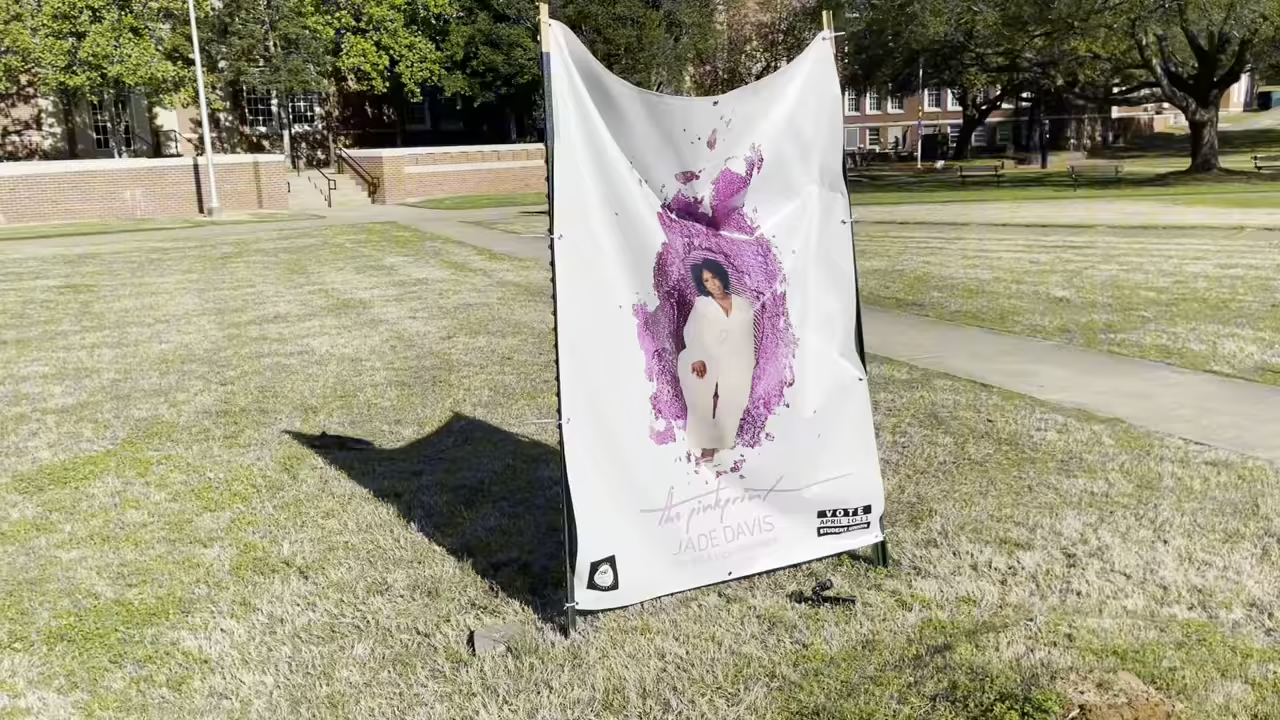 the pinkprint
JADE DAVIS
VOTE
APRIL 10-11
STUDENT UNION